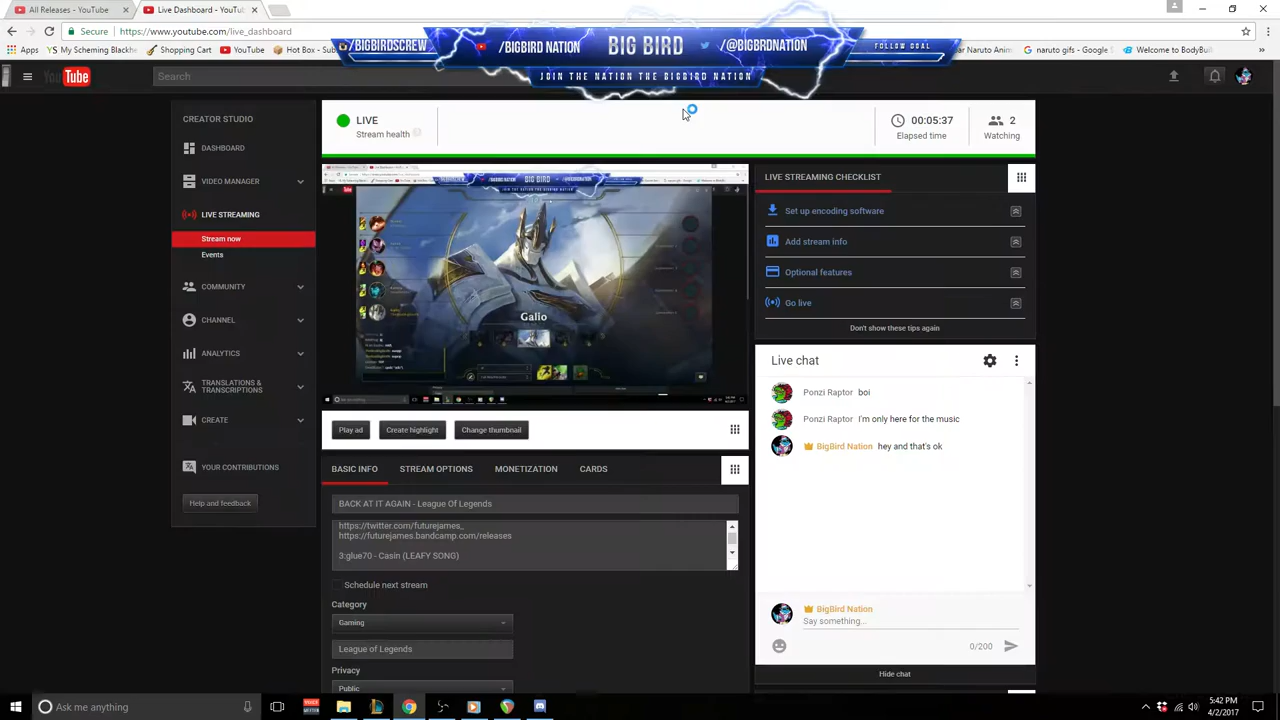 All Releases - YouTube
Live Dashboard - YouTube
Secure
https://www.youtube.com/live_dashboard
Apps
My Scheduling
YouTube
Hot Box - Su
naruto gifs - Google
Welcome to BodyBui
/BIGBIRDSCREW
/BIGBIRD NATION
BIG BIRD
/@BIGBRDNATION
FOLLOW GOAL
JOIN THE NATION THE BIGBIRD NATION
Tube
Search
CREATOR STUDIO
DASHBOARD
VIDEO MANAGER
LIVE STREAMING
Stream now
Events
COMMUNITY
CHANNEL
ANALYTICS
TRANSLATIONS &
TRANSCRIPTIONS
CREATE
YOUR CONTRIBUTIONS
Help and feedback
LIVE
Stream health
00:05:37
Elapsed time
2
Watching
Galio
Play ad
Create highlight
Change thumbnail
BASIC INFO
STREAM OPTIONS
MONETIZATION
CARDS
BACK AT IT AGAIN - League Of Legends
https://twitter.com/futurejames_
https://futurejames.bandcamp.com/releases
3:glue70 - Casin (LEAFY SONG)
Schedule next stream
Category
Gaming
League of Legends
Privacy
Public
LIVE STREAMING CHECKLIST
Set up encoding software
Add stream info
Optional features
Go live
Don't show these tips again
Live chat
Ponzi Raptor boi
Ponzi Raptor I'm only here for the music
BigBird Nation hey and that's ok
BigBird Nation
Say something...
0/200
Hide chat
Ask me anything
5:42 PM
4/2/2017